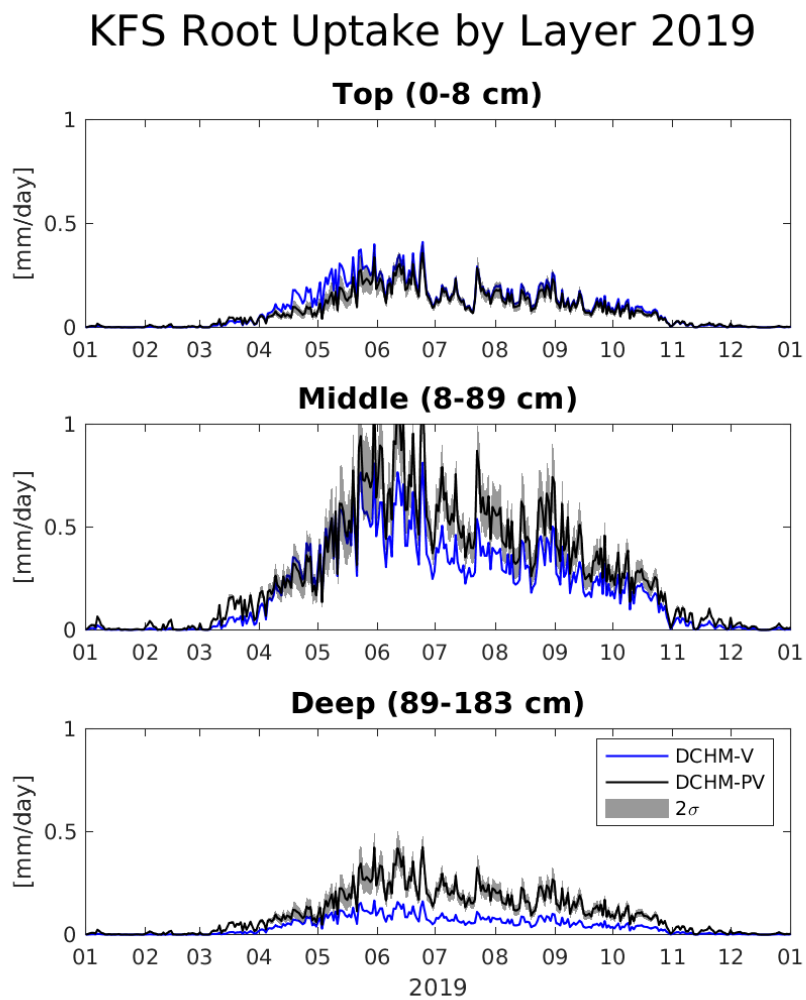 KFS Root Uptake by Layer 2019
Top (0-8 cm)
1
0.5
0
[mm/day]
01 02 03 04 05 06 07 08 09 10 11 12 01
Middle (8-89 cm)
1
0.5
0
[mm/day]
01 02 03 04 05 06 07 08 09 10 11 12 01
Deep (89-183 cm)
1
0.5
0
[mm/day]
DCHM-V
DCHM-PV
2σ
01 02 03 04 05 06 07 08 09 10 11 12 01
2019